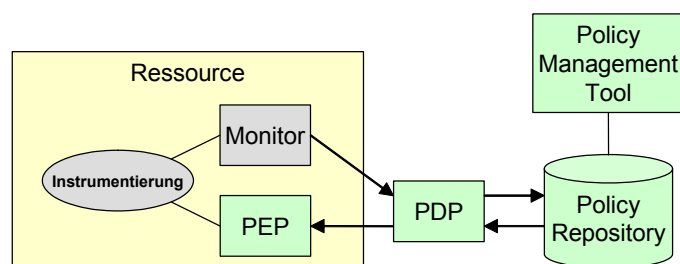 Ressource
Policy
Management
Tool
Monitor
Instrumentierung
PEP
PDP
Policy
Repository